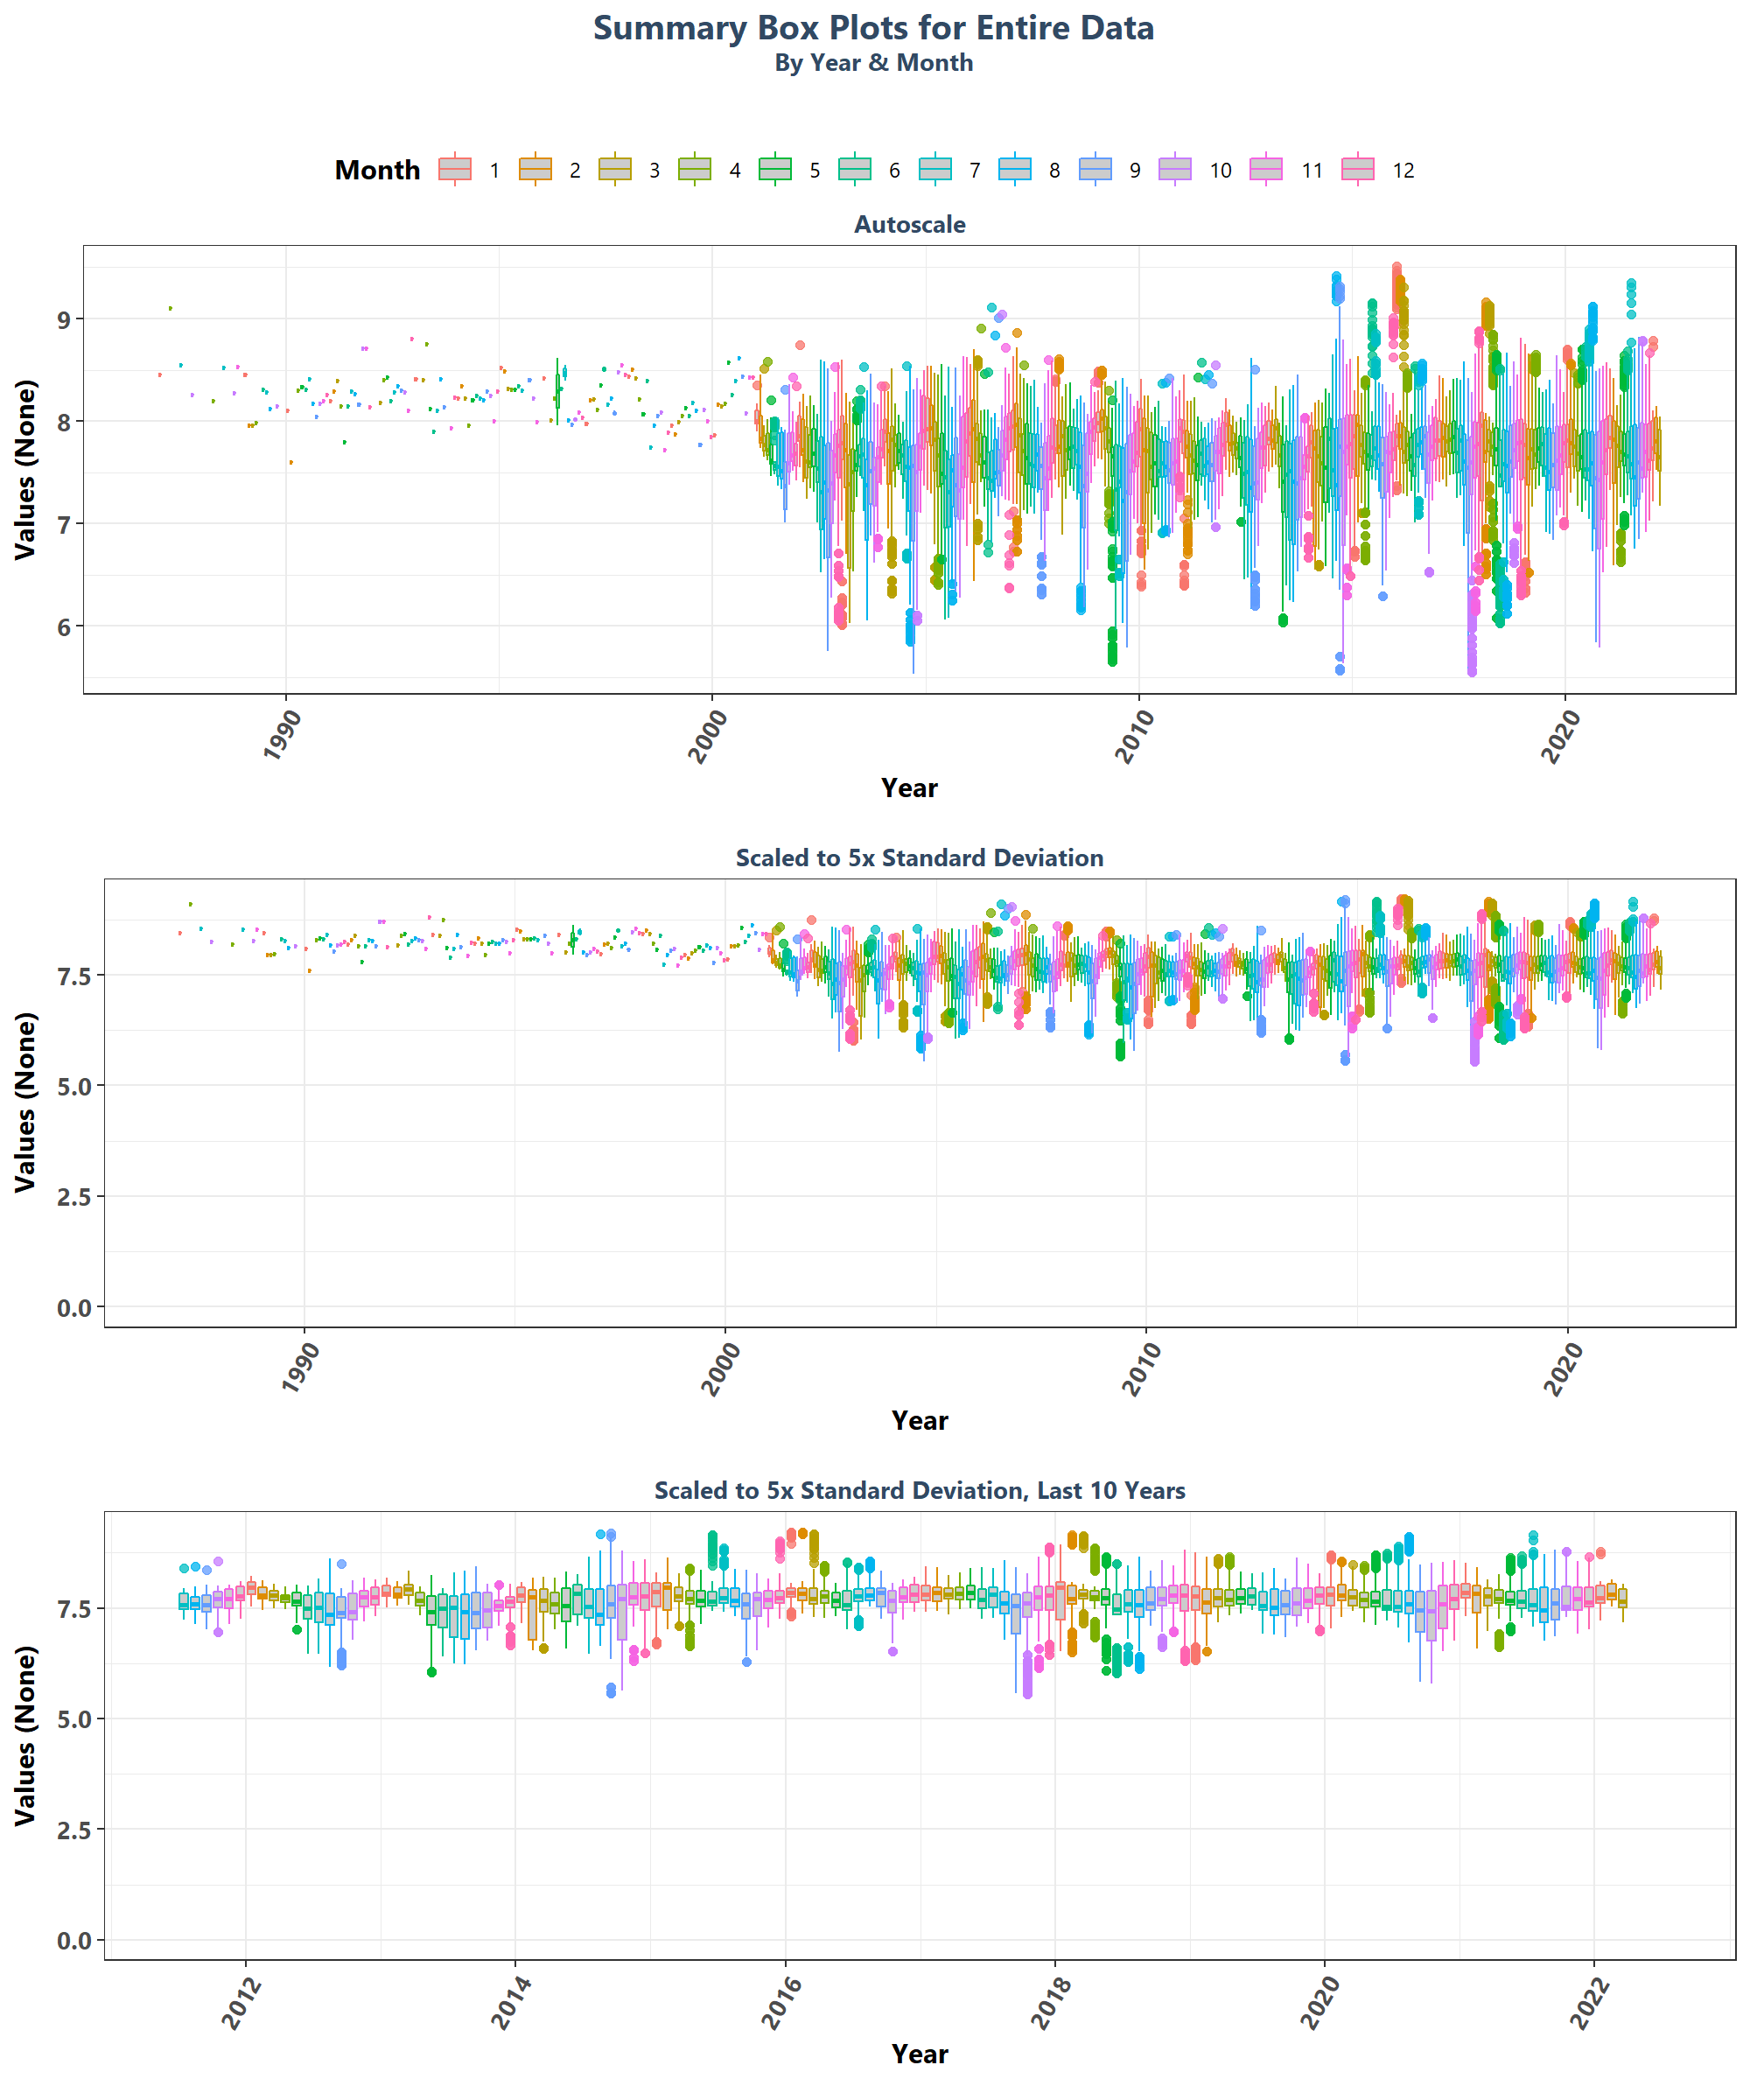 Summary Box Plots for Entire Data
By Year & Month
Month 1 2 3 4 5 6 7 8 9 10 11 12
Autoscale
Values (None)
9
8
7
6
1990 2000 2010 2020
Year
Scaled to 5x Standard Deviation
Values (None)
7.5
5.0
2.5
0.0
1990 2000 2010 2020
Year
Scaled to 5x Standard Deviation, Last 10 Years
Values (None)
7.5
5.0
2.5
0.0
2012 2014 2016 2018 2020 2022
Year